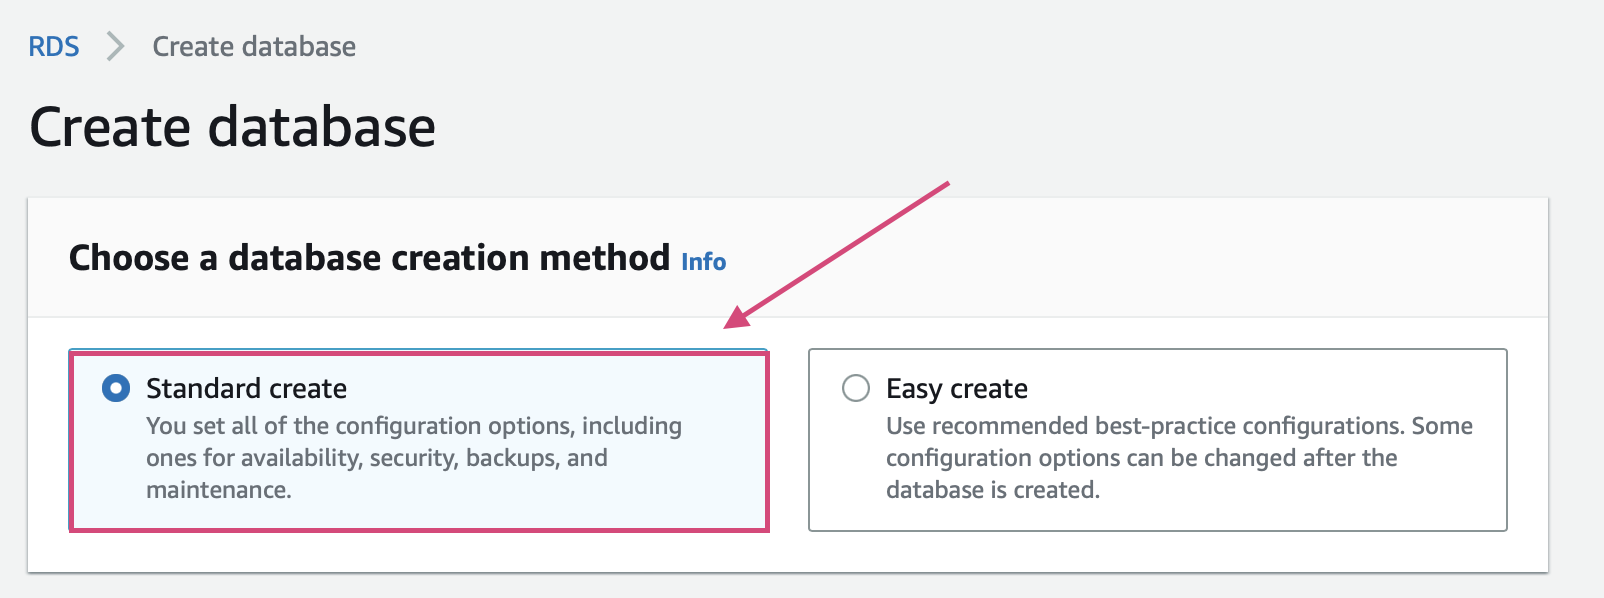 RDS > Create database
Create database
Choose a database creation method Info
Standard create
You set all of the configuration options, including
ones for availability, security, backups, and
maintenance.
Easy create
Use recommended best-practice configurations. Some
configuration options can be changed after the
database is created.